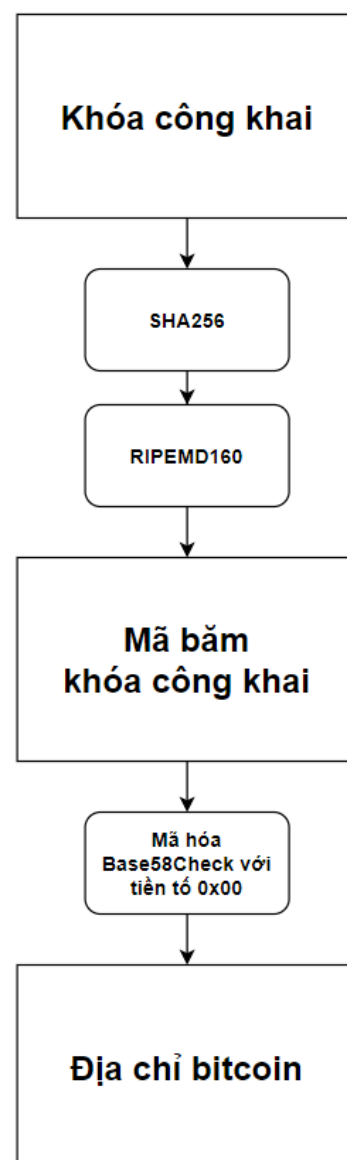 Khóa công khai
SHA256
RIPEMD160
Mã băm
khóa công khai
Mã hóa
Base58Check với
tiền tố 0x00
Địa chỉ bitcoin